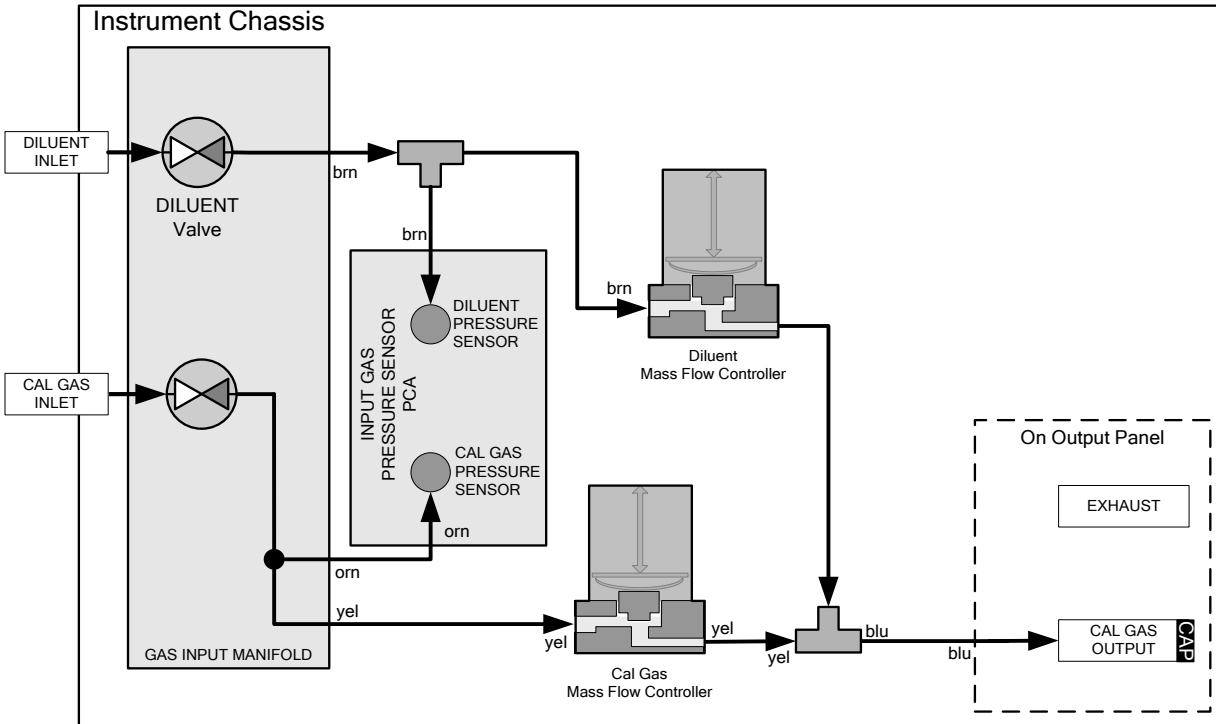 Instrument Chassis
DILUENT
INLET
DILUENT
Valve
brn
brn
brn
INPUT GAS
PRESSURE SENSOR
PCA
DILUENT
PRESSURE
SENSOR
Diluent
Mass Flow Controller
CAL GAS
INLET
CAL GAS
PRESSURE
SENSOR
orn
orn
yel
yel
GAS INPUT MANIFOLD
Cal Gas
Mass Flow Controller
yel
yel
blu
blu
On Output Panel
EXHAUST
CAL GAS
OUTPUT
CAP